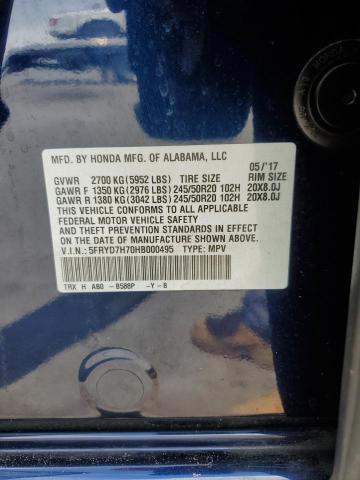 MFD. BY HONDA MFG. OF ALABAMA, LLC 05/'17
GVWR 2700 KG(5952 LBS) TIRE SIZE RIM SIZE
GAWR F 1350 KG(2976 LBS) 245/50R20 102H 20X8.0J
GAWR R 1380 KG(3042 LBS) 245/50R20 102H 20X8.0J
THIS VEHICLE CONFORMS TO ALL APPLICABLE
FEDERAL MOTOR VEHICLE SAFETY
AND THEFT PREVENTION STANDARDS IN EFFECT
ON THE DATE OF MANUFACTURE SHOWN ABOVE.
V.I.N.: 5FRYD7H70HB000495 TYPE: MPV
TRX H AB0 -B588P -Y-B